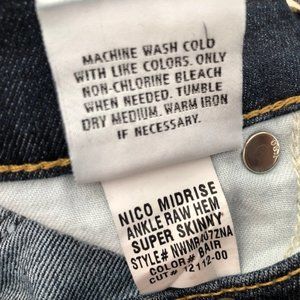 MACHINE WASH COLD
WITH LIKE COLORS. ONLY
NON-CHLORINE BLEACH
WHEN NEEDED. TUMBLE
DRY MEDIUM. WARM IRON
IF NECESSARY.
NICO MIDRISE
ANKLE RAW HEM
SUPER SKINNY
STYLE# NWMR407ZNA
COLOR# BAIR
CUT# 12112-00